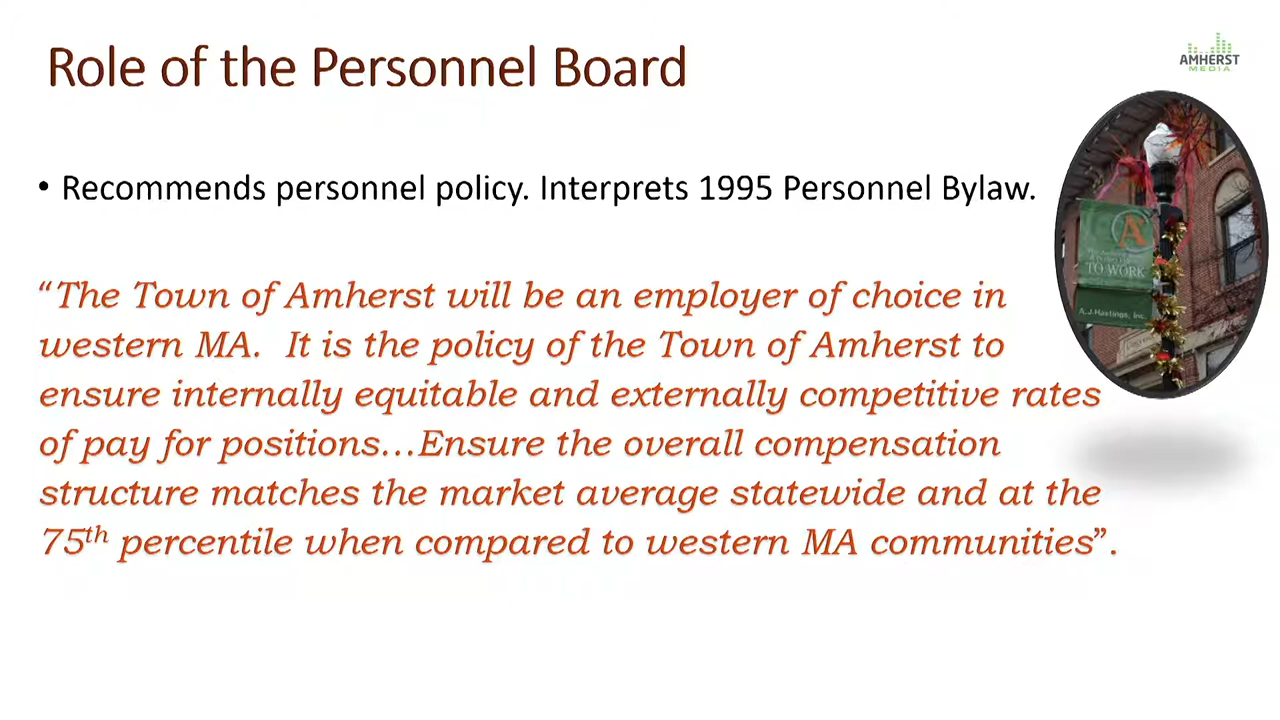 Role of the Personnel Board
AMHERST
MEDIA
• Recommends personnel policy. Interprets 1995 Personnel Bylaw.
“The Town of Amherst will be an employer of choice in
western MA.  It is the policy of the Town of Amherst to
ensure internally equitable and externally competitive rates
of pay for positions...Ensure the overall compensation
structure matches the market average statewide and at the
75th percentile when compared to western MA communities”.
A
TO WORK
A.J.Hastings, Inc.